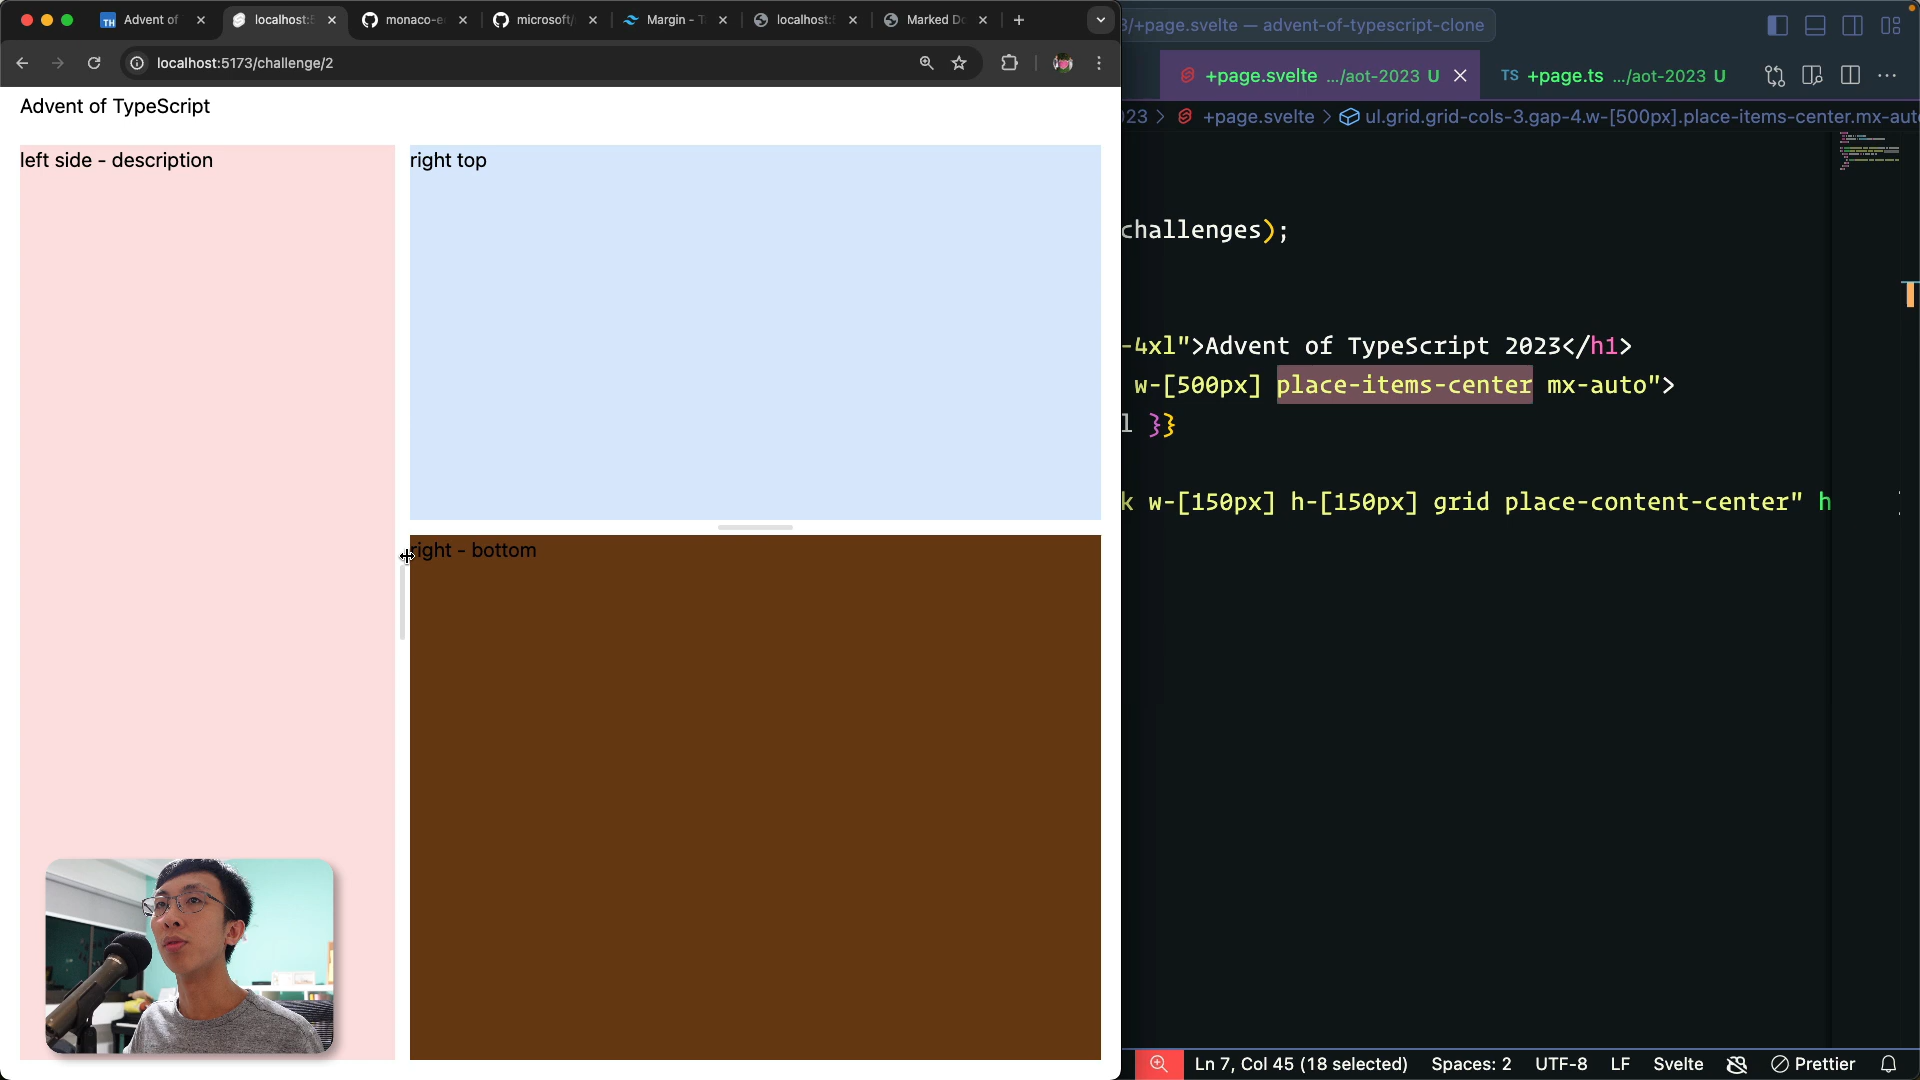 Advent of
localhost:5
monaco-e
microsoft/
Margin - T
localhost:5
Marked D
localhost:5173/challenge/2
Advent of TypeScript
left side - description
right top
right - bottom
3/+page.svelte — advent-of-typescript-clone
+page.svelte .../aot-2023 U
TS +page.ts .../aot-2023 U
23 > +page.svelte > ul.grid.grid-cols-3.gap-4.w-[500px].place-items-center.mx-aut
challenges);
-4xl">Advent of TypeScript 2023</h1>
w-[500px] place-items-center mx-auto">
l }}
k w-[150px] h-[150px] grid place-content-center" h
Ln 7, Col 45 (18 selected) Spaces: 2 UTF-8 LF Svelte Prettier